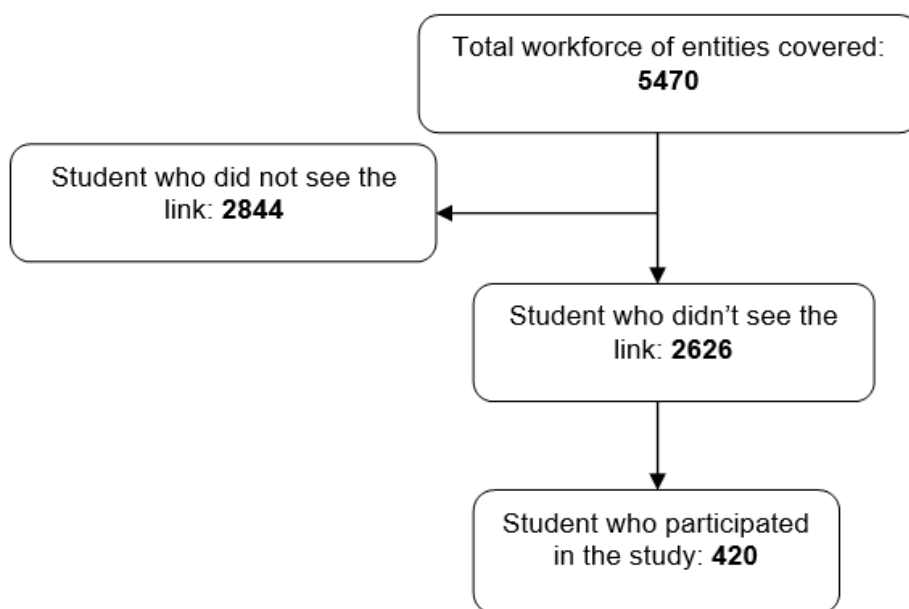 Total workforce of entities covered:
5470
Student who did not see the
link: 2844
Student who didn’t see the
link: 2626
Student who participated
in the study: 420